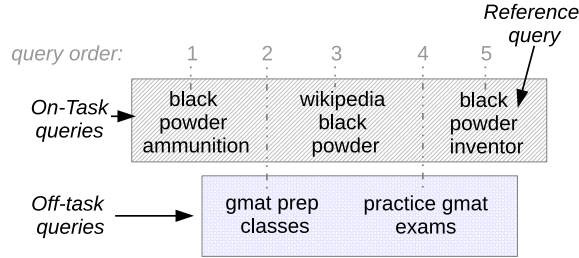 Reference
query
query order: 1 2 3 4 5
On-Task
queries
black
powder
ammunition
wikipedia
black
powder
black
powder
inventor
Off-task
queries
gmat prep
classes
practice gmat
exams